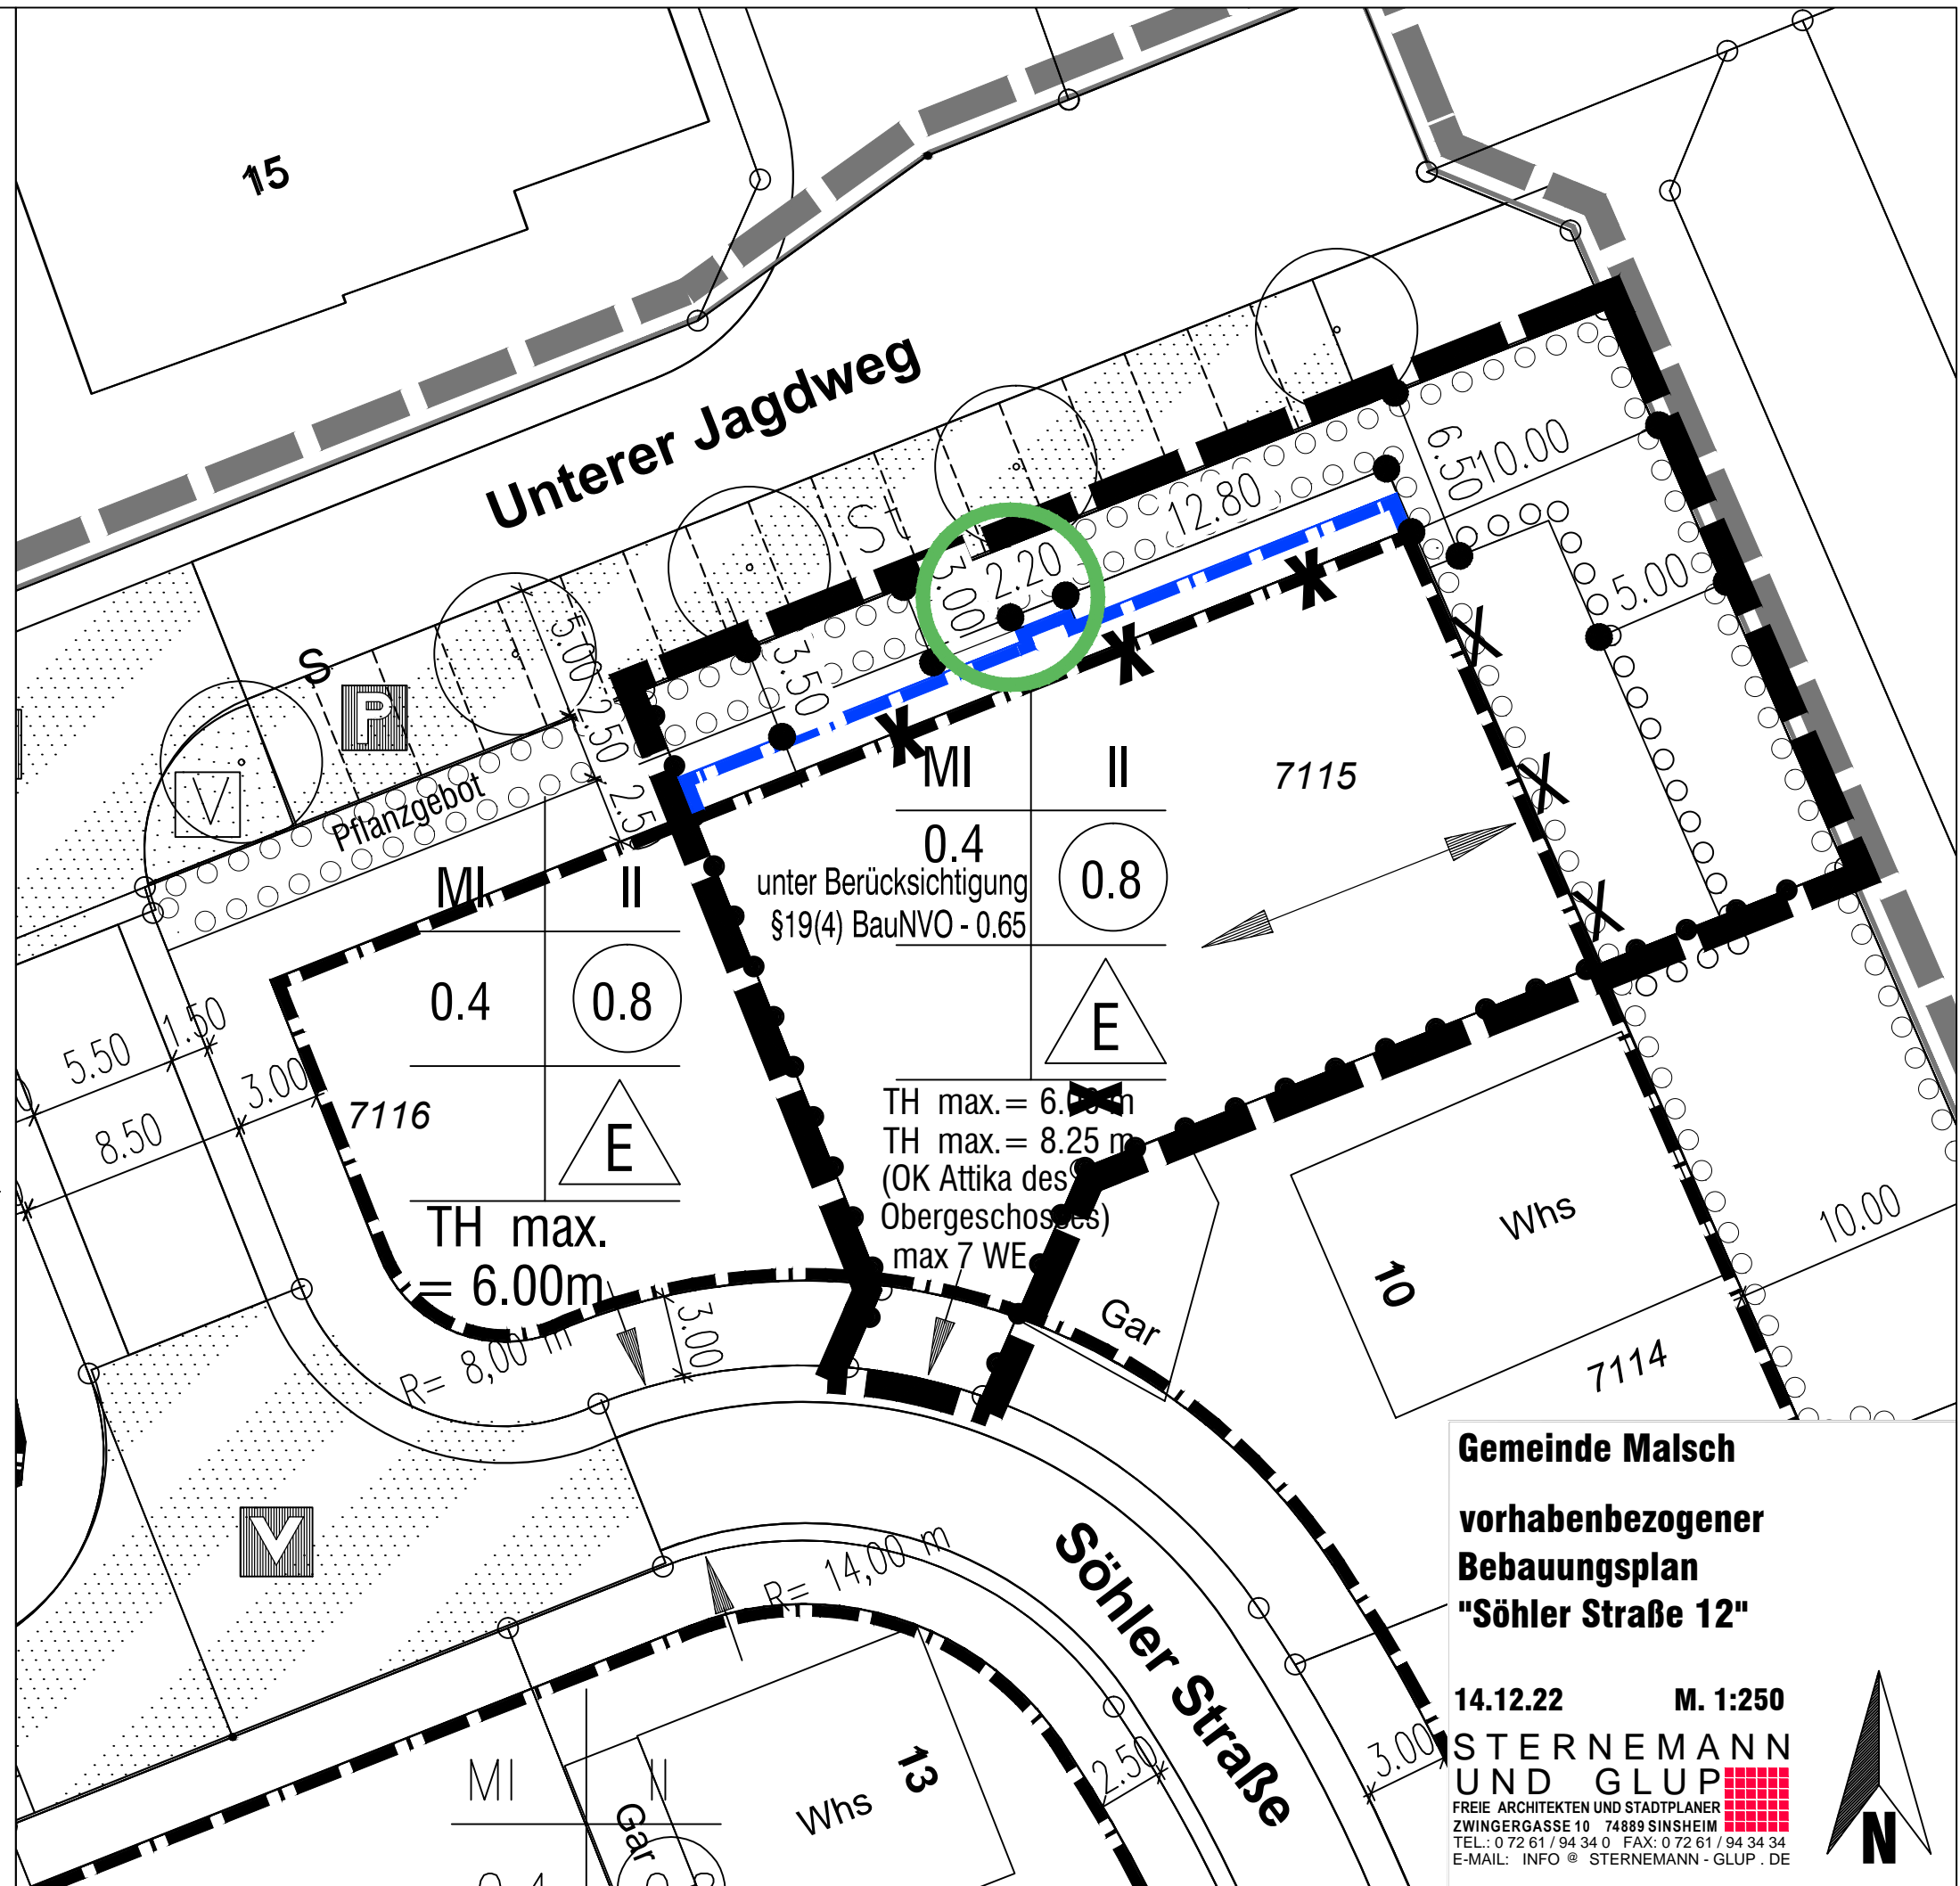 15
Unterer Jagdweg
St
12.80
6.50
10.00
2.20
3.00
5.00
5.00
3.50
2.50
2.50
S
P
V
Pflanzgebot
MI
II
0.4
0.8
E
7116
TH max.
= 6.00m
MI
II
7115
0.4
unter Berücksichtigung
§19(4) BauNVO - 0.65
0.8
E
TH max.= 6.00 m
TH max.= 8.25 m
(OK Attika des
Obergeschosses)
max 7 WE
5.50
1.50
8.50
3.00
R= 8,00 m
3.00
Gar
Whs
10
7114
10.00
V
R= 14,00 m
Söhler Straße
2.50
3.00
MI
II
Gar
Whs
13
Gemeinde Malsch
vorhabenbezogener
Bebauungsplan
"Söhler Straße 12"
14.12.22 M. 1:250
STERNEMANN
UND GLUP
FREIE ARCHITEKTEN UND STADTPLANER
ZWINGERGASSE 10 74889 SINSHEIM
TEL.: 0 72 61 / 94 34 0 FAX: 0 72 61 / 94 34 34
E-MAIL: INFO @ STERNEMANN - GLUP . DE
N